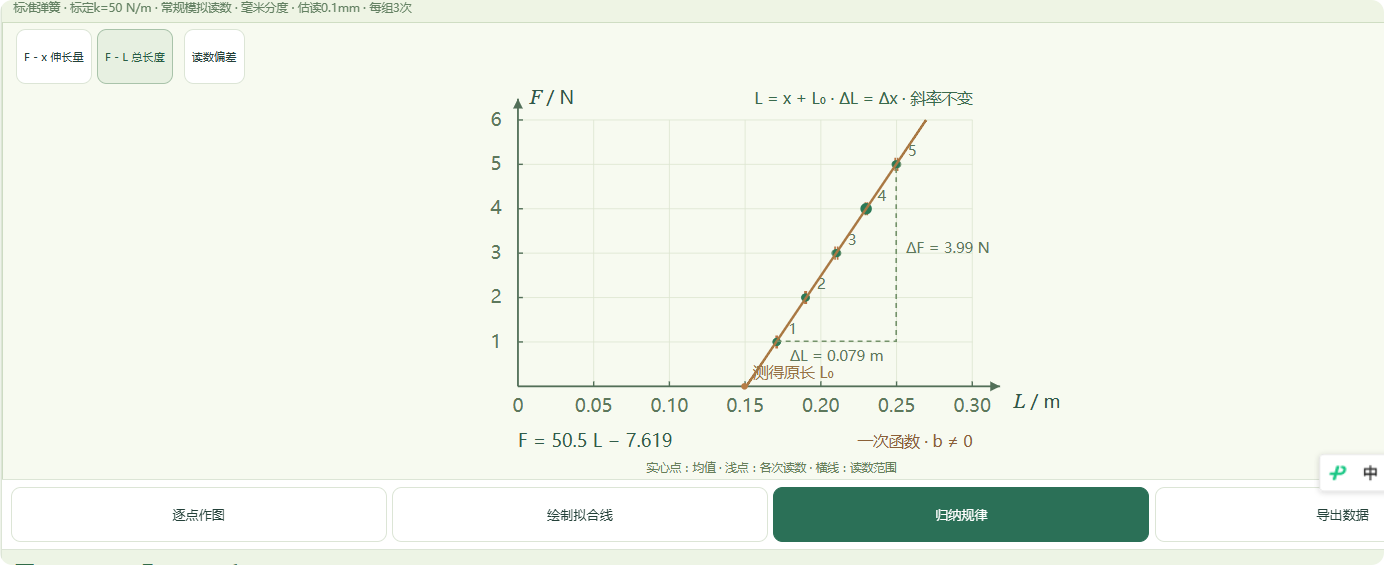 标准弹簧 · 标定k=50 N/m · 常规模拟读数 · 毫米分度 · 估读0.1mm · 每组3次
F - x 伸长量
F - L 总长度
读数偏差
F / N
L = x + L₀ · ΔL = Δx · 斜率不变
6
5
4
3
2
1
5
4
3
2
1
ΔF = 3.99 N
ΔL = 0.079 m
测得原长 L₀
0 0.05 0.10 0.15 0.20 0.25 0.30
L / m
F = 50.5 L − 7.619
一次函数 · b ≠ 0
实心点：均值 · 浅点：各次读数 · 横线：读数范围
中
逐点作图
绘制拟合线
归纳规律
导出数据